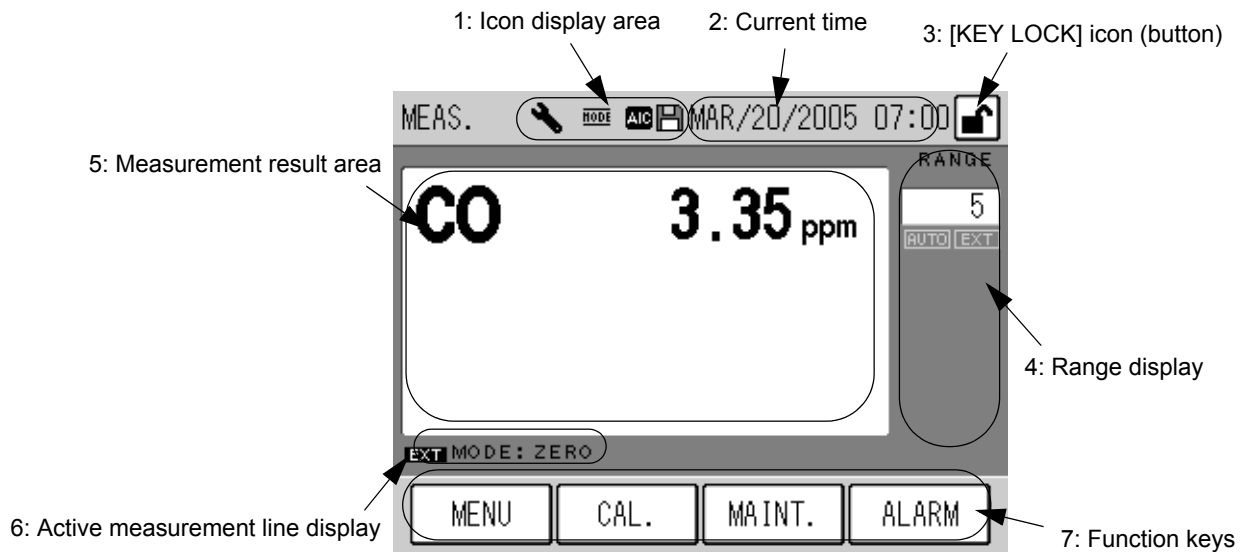 1: Icon display area
2: Current time
3: [KEY LOCK] icon (button)
MEAS.
MODE
AIC
MAR/20/2005 07:00
5: Measurement result area
RANGE
CO 3.35 ppm
5
AUTO EXT
4: Range display
EXT MODE: ZERO
6: Active measurement line display
MENU CAL. MAINT. ALARM
7: Function keys